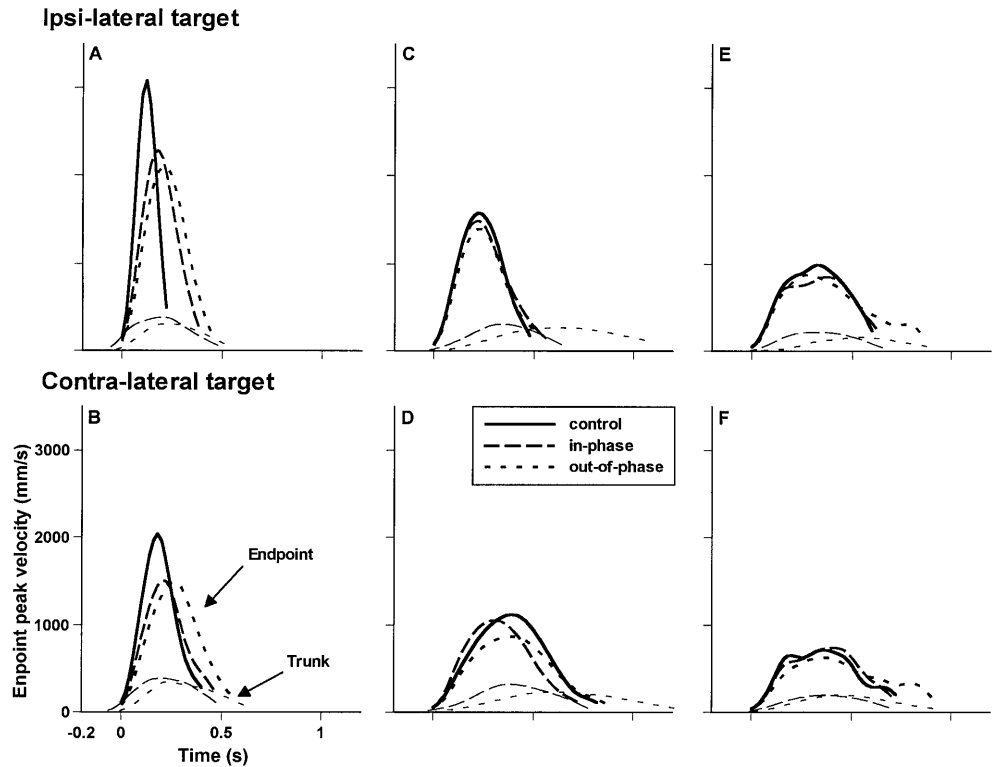 Ipsi-lateral target
A
C
E
Contra-lateral target
B
D
F
control
in-phase
out-of-phase
Enpoint peak velocity (mm/s)
3000
2000
1000
0
Endpoint
Trunk
-0.2 0 0.5 1
Time (s)